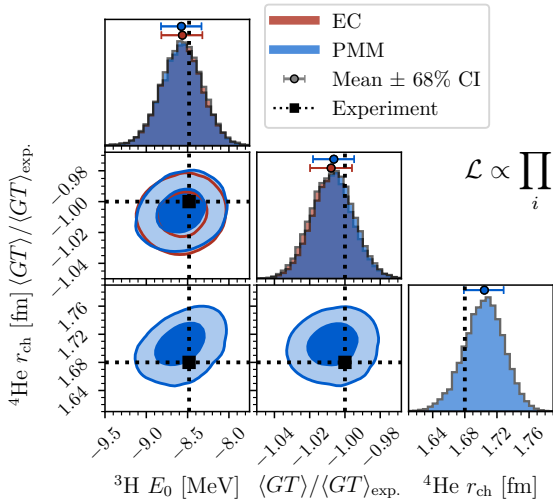 EC
PMM
Mean ± 68% CI
Experiment
ℒ ∝ ∏
i
⟨GT⟩/⟨GT⟩exp.
−0.98
−1.00
−1.02
−1.04
⁴He rch [fm]
1.76
1.72
1.68
1.64
−9.5 −9.0 −8.5 −8.0
−1.04 −1.02 −1.00 −0.98
1.64 1.68 1.72 1.76
³H E₀ [MeV]
⟨GT⟩/⟨GT⟩exp.
⁴He rch [fm]